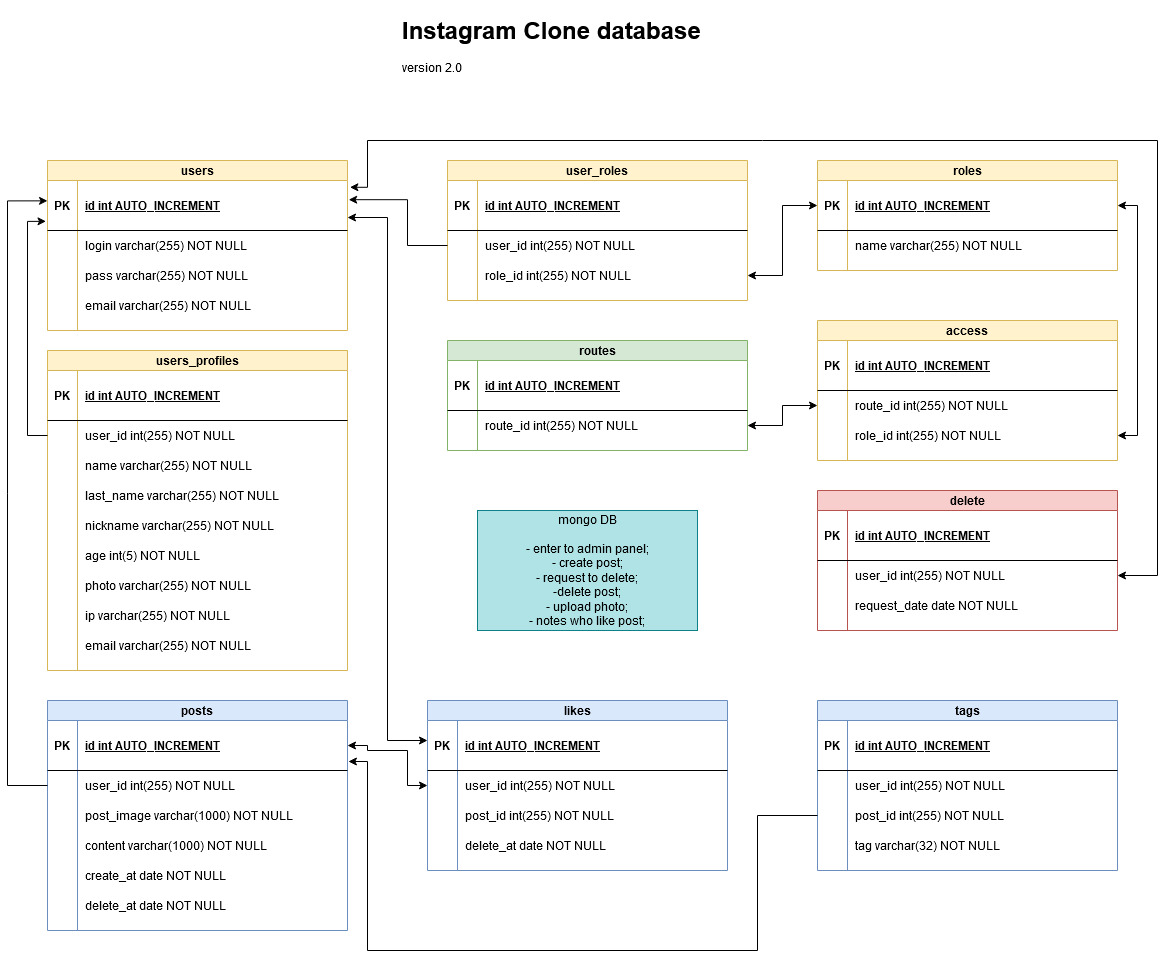 Instagram Clone database
version 2.0
users
PK
id int AUTO_INCREMENT
login varchar(255) NOT NULL
pass varchar(255) NOT NULL
email varchar(255) NOT NULL
user_roles
PK
id int AUTO_INCREMENT
user_id int(255) NOT NULL
role_id int(255) NOT NULL
roles
PK
id int AUTO_INCREMENT
name varchar(255) NOT NULL
users_profiles
PK
id int AUTO_INCREMENT
user_id int(255) NOT NULL
name varchar(255) NOT NULL
last_name varchar(255) NOT NULL
nickname varchar(255) NOT NULL
age int(5) NOT NULL
photo varchar(255) NOT NULL
ip varchar(255) NOT NULL
email varchar(255) NOT NULL
routes
PK
id int AUTO_INCREMENT
route_id int(255) NOT NULL
access
PK
id int AUTO_INCREMENT
route_id int(255) NOT NULL
role_id int(255) NOT NULL
mongo DB
- enter to admin panel;
- create post;
- request to delete;
-delete post;
- upload photo;
- notes who like post;
delete
PK
id int AUTO_INCREMENT
user_id int(255) NOT NULL
request_date date NOT NULL
posts
PK
id int AUTO_INCREMENT
user_id int(255) NOT NULL
post_image varchar(1000) NOT NULL
content varchar(1000) NOT NULL
create_at date NOT NULL
delete_at date NOT NULL
likes
PK
id int AUTO_INCREMENT
user_id int(255) NOT NULL
post_id int(255) NOT NULL
delete_at date NOT NULL
tags
PK
id int AUTO_INCREMENT
user_id int(255) NOT NULL
post_id int(255) NOT NULL
tag varchar(32) NOT NULL